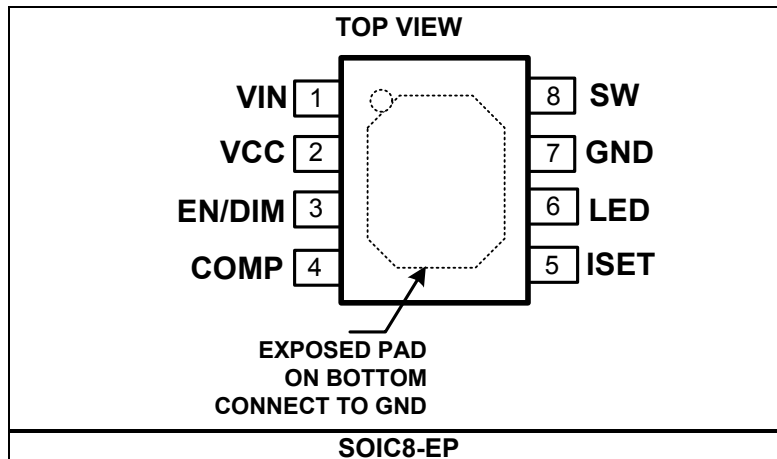 TOP VIEW
VIN 1
VCC 2
EN/DIM 3
COMP 4
8 SW
7 GND
6 LED
5 ISET
EXPOSED PAD
ON BOTTOM
CONNECT TO GND
SOIC8-EP